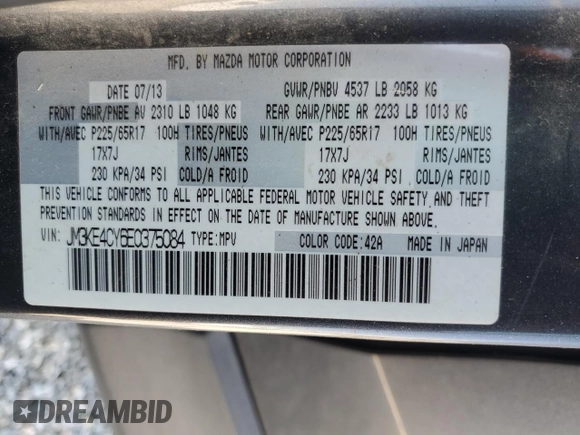 MFD. BY MAZDA MOTOR CORPORATION
DATE 07/13 GVWR/PNBV 4537 LB 2058 KG
FRONT GAWR/PNBE AV 2310 LB 1048 KG REAR GAWR/PNBE AR 2233 LB 1013 KG
WITH/AVEC P225/65R17 100H TIRES/PNEUS WITH/AVEC P225/65R17 100H TIRES/PNEUS
17X7J RIMS/JANTES 17X7J RIMS/JANTES
230 KPA/34 PSI COLD/A FROID 230 KPA/34 PSI COLD/A FROID
THIS VEHICLE CONFORMS TO ALL APPLICABLE FEDERAL MOTOR VEHICLE SAFETY AND THEFT
PREVENTION STANDARDS IN EFFECT ON THE DATE OF MANUFACTURE SHOWN ABOVE.
VIN: JM3KE4CY6E0375084 TYPE:MPV COLOR CODE:42A MADE IN JAPAN
DREAMBID